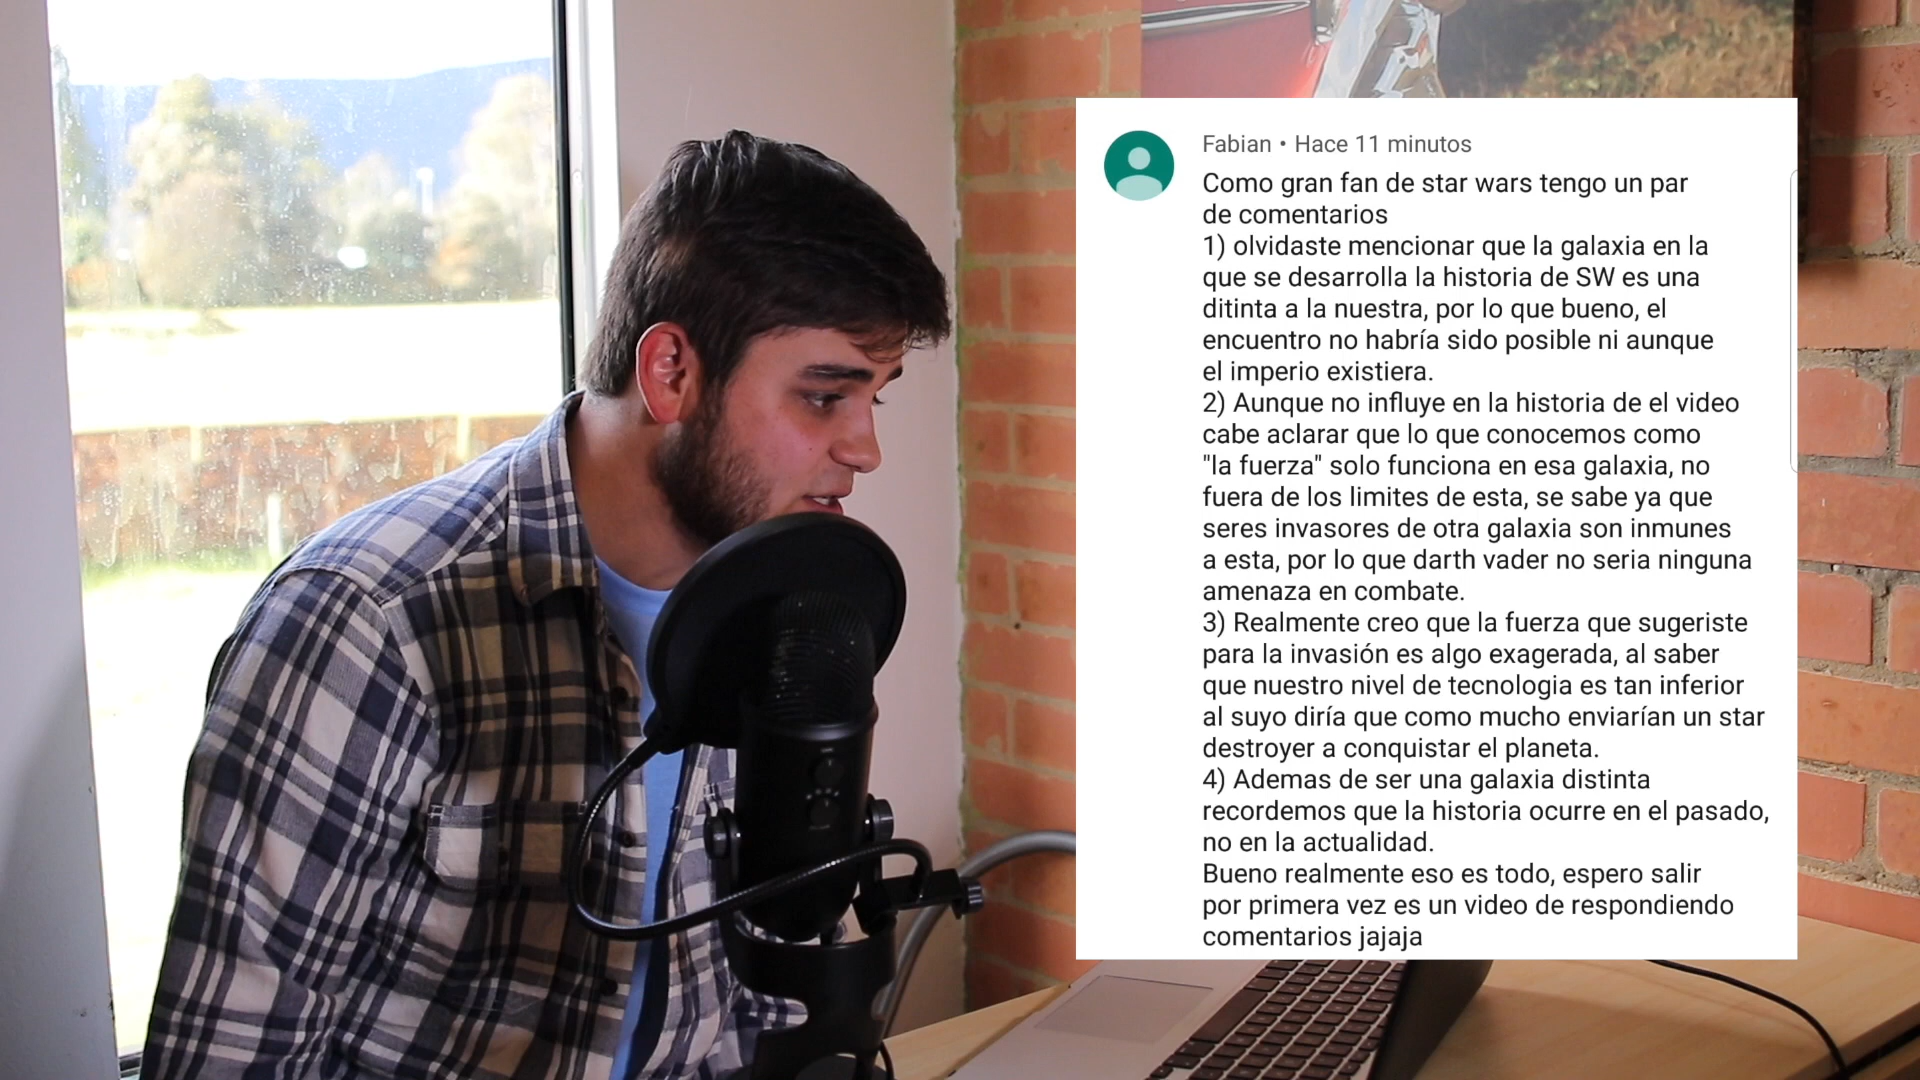 Fabian • Hace 11 minutos
Como gran fan de star wars tengo un par
de comentarios
1) olvidaste mencionar que la galaxia en la
que se desarrolla la historia de SW es una
ditinta a la nuestra, por lo que bueno, el
encuentro no habría sido posible ni aunque
el imperio existiera.
2) Aunque no influye en la historia de el video
cabe aclarar que lo que conocemos como
"la fuerza" solo funciona en esa galaxia, no
fuera de los limites de esta, se sabe ya que
seres invasores de otra galaxia son inmunes
a esta, por lo que darth vader no seria ninguna
amenaza en combate.
3) Realmente creo que la fuerza que sugeriste
para la invasión es algo exagerada, al saber
que nuestro nivel de tecnologia es tan inferior
al suyo diría que como mucho enviarían un star
destroyer a conquistar el planeta.
4) Ademas de ser una galaxia distinta
recordemos que la historia ocurre en el pasado,
no en la actualidad.
Bueno realmente eso es todo, espero salir
por primera vez es un video de respondiendo
comentarios jajaja